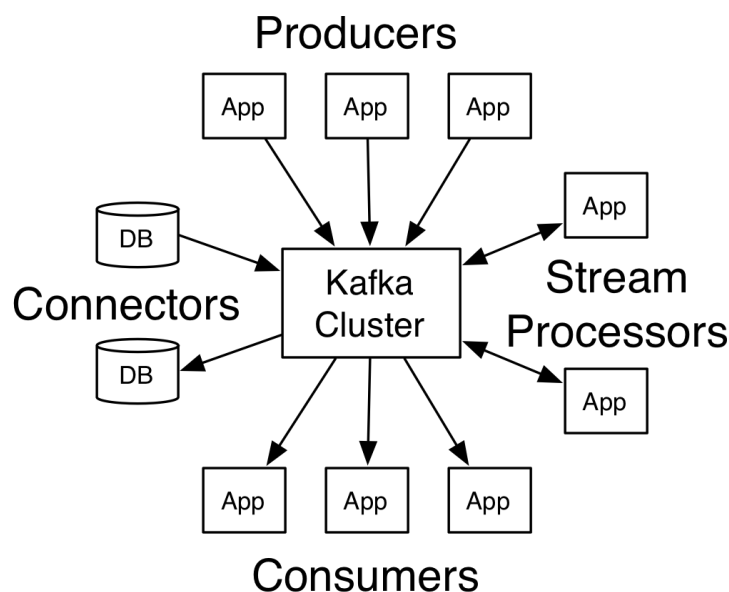 Producers
App
App
App
App
DB
Kafka
Cluster
Stream
Processors
Connectors
DB
App
App
App
App
Consumers